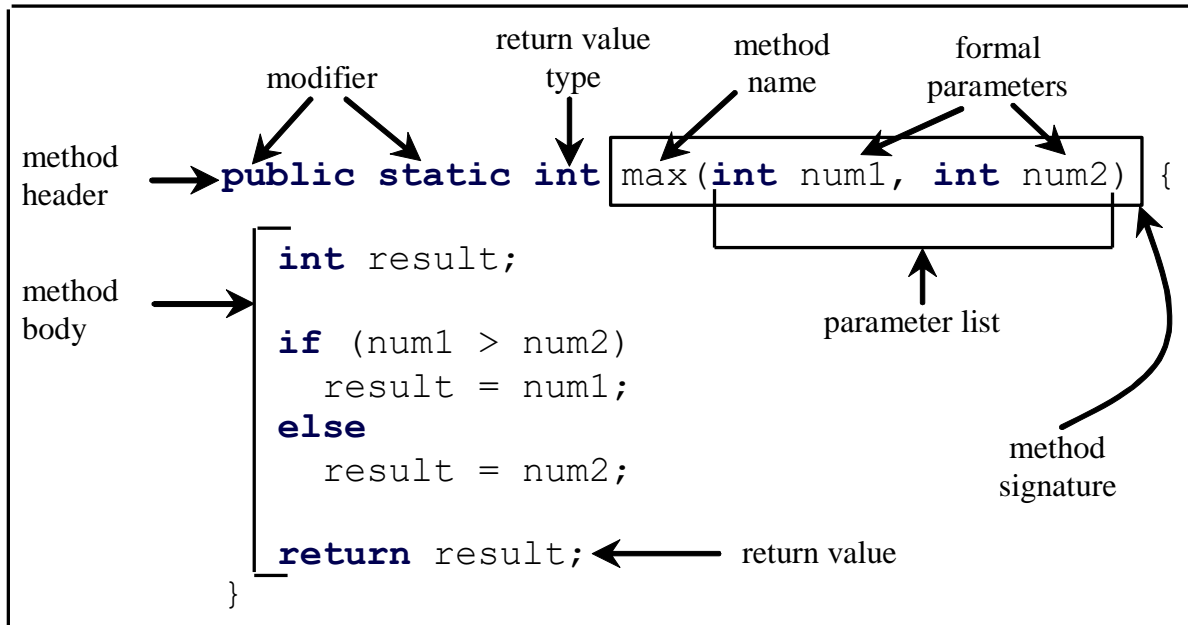 return value
type
method
name
formal
parameters
modifier
method
header
public static int max(int num1, int num2) {
int result;
method
body
parameter list
if (num1 > num2)
result = num1;
else
result = num2;
method
signature
return result;
return value
}